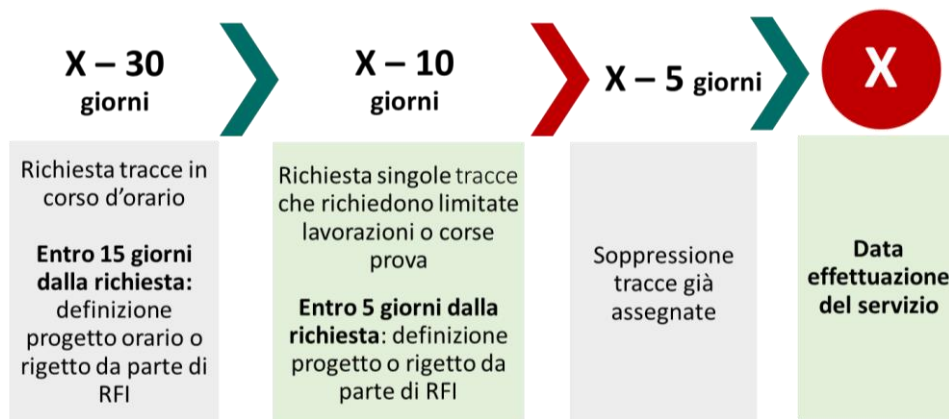 X – 30
giorni
X – 10
giorni
X – 5 giorni
X
Richiesta tracce in
corso d'orario
Entro 15 giorni
dalla richiesta:
definizione
progetto orario o
rigetto da parte di
RFI
Richiesta singole tracce
che richiedono limitate
lavorazioni o corse
prova
Entro 5 giorni dalla
richiesta: definizione
progetto o rigetto da
parte di RFI
Soppressione
tracce già
assegnate
Data
effettuazione
del servizio